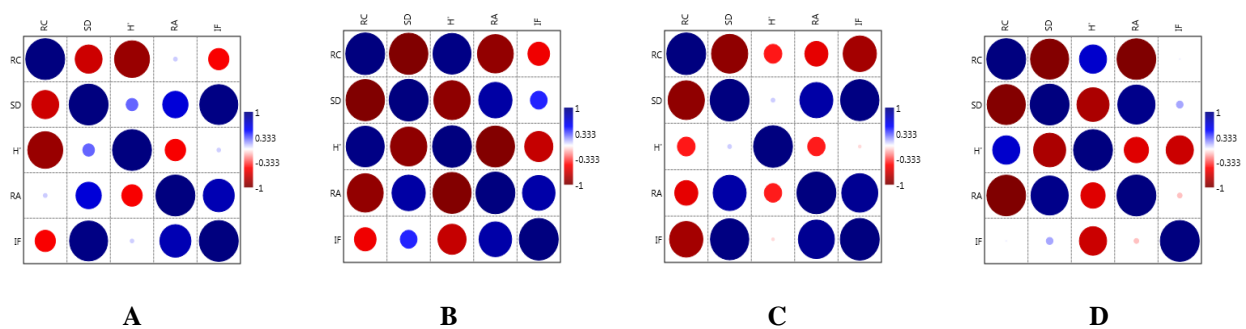 RC SD H' RA IF
RC
SD
H'
RA
IF
1
0.333
-0.333
-1
A
RC SD H' RA IF
RC
SD
H'
RA
IF
1
0.333
-0.333
-1
B
RC SD H' RA IF
RC
SD
H'
RA
IF
1
0.333
-0.333
-1
C
RC SD H' RA IF
RC
SD
H'
RA
IF
1
0.333
-0.333
-1
D